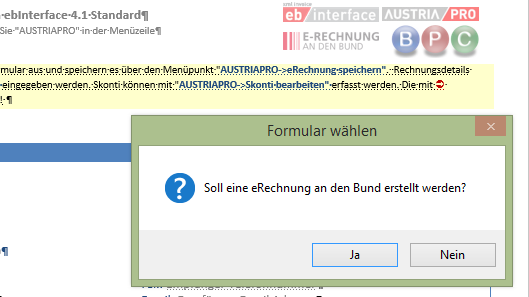 -ebInterface-4.1-Standard¶
Sie·"AUSTRIAPRO"·in·der·Menüzeile¶
eb/interface AUSTRIA/PRO
E-RECHNUNG
AN DEN BUND
B P C
mular·aus·und·speichern·es·über·den·Menüpunkt·"AUSTRIAPRO->eRechnung·speichern".·Rechnungsdetails·
eingegeben·werden.·Skonti·können·mit·"AUSTRIAPRO->Skonti·bearbeiten"·erfasst·werden.·Die·mit·
!·¶
Formular wählen
Soll eine eRechnung an den Bund erstellt werden?
Ja Nein